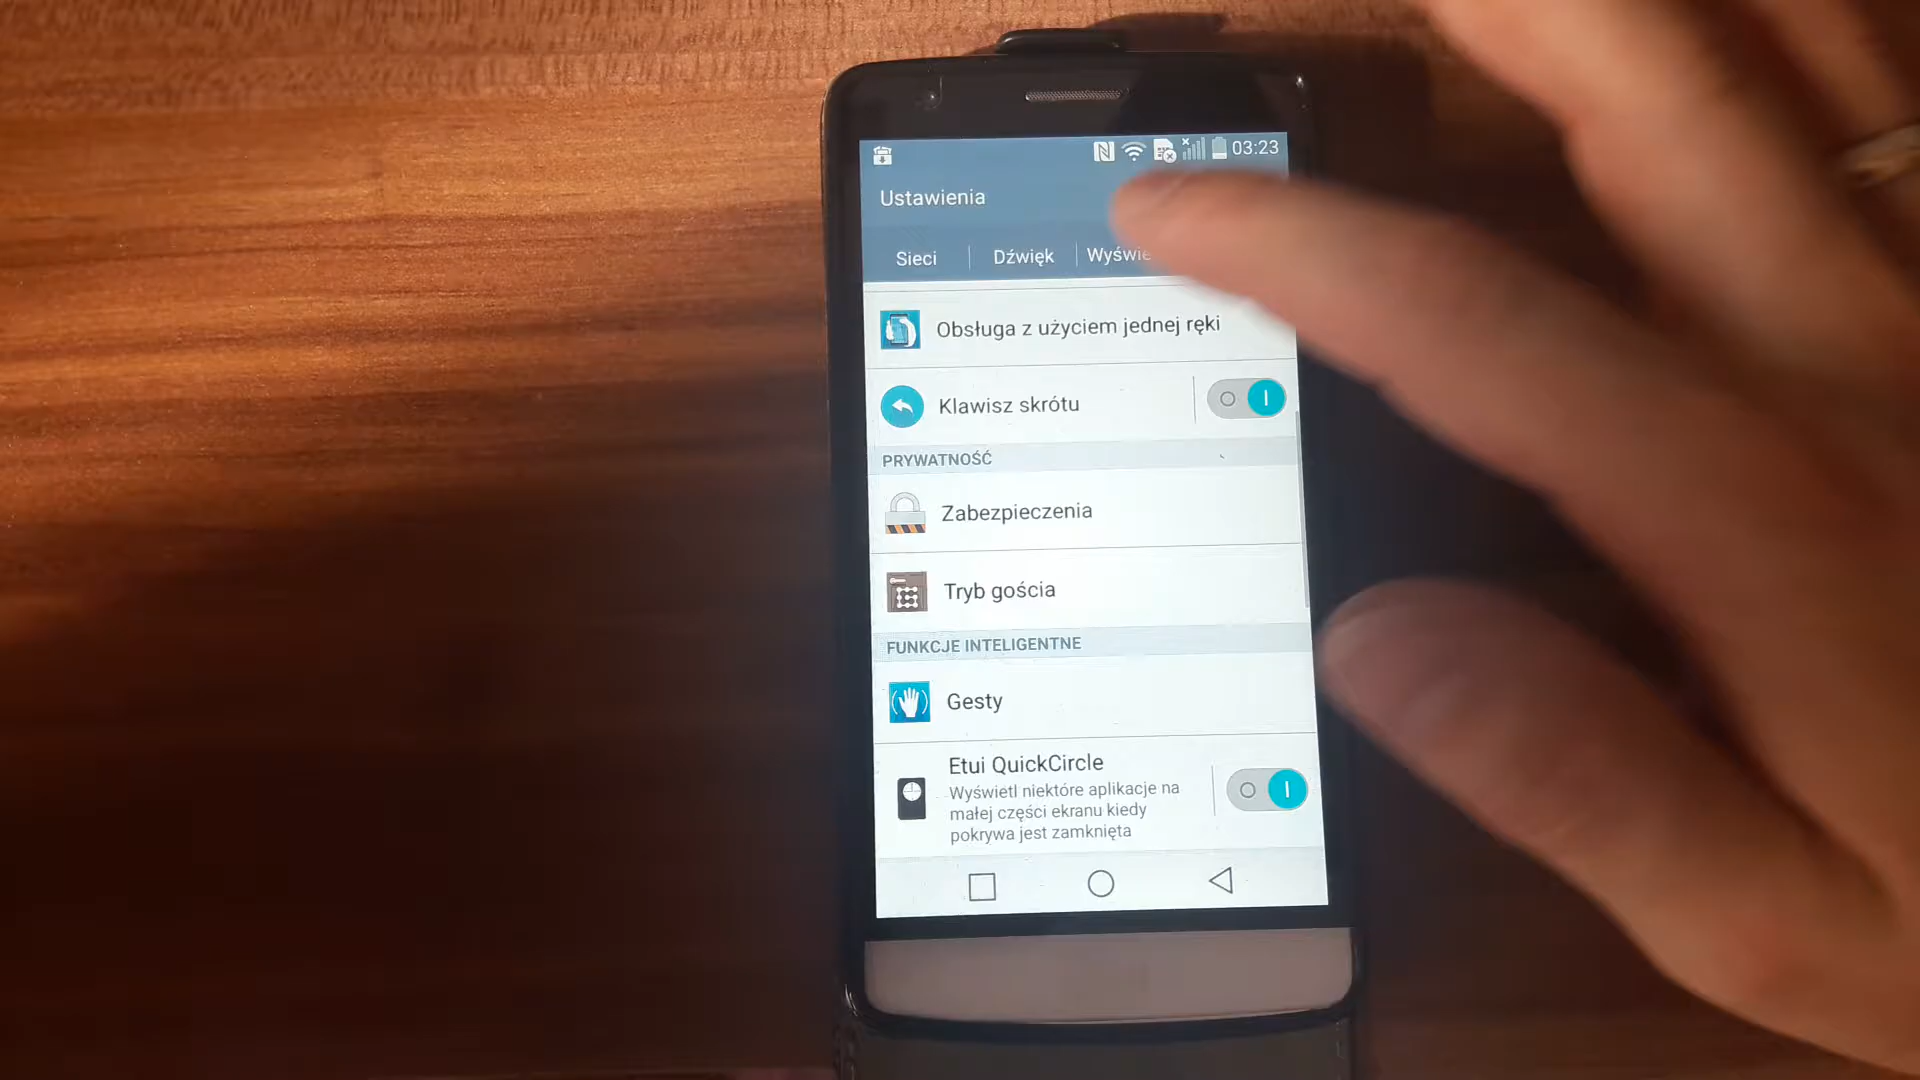 03:23
Ustawienia
Sieci
Dźwięk
Obsługa z użyciem jednej ręki
Klawisz skrótu
PRYWATNOŚĆ
Zabezpieczenia
Tryb gościa
FUNKCJE INTELIGENTNE
Gesty
Etui QuickCircle
Wyświetl niektóre aplikacje na
małej części ekranu kiedy
pokrywa jest zamknięta